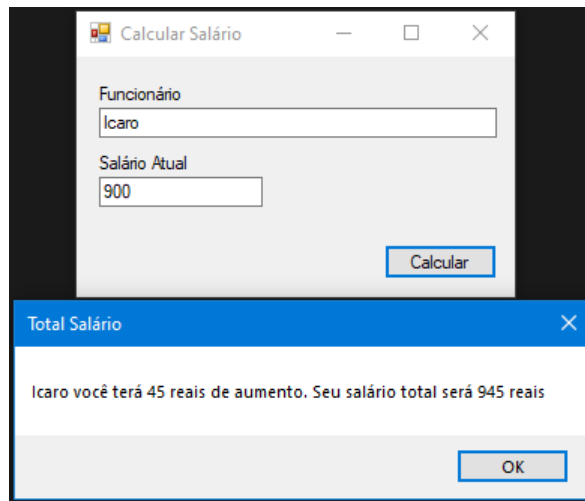 Calcular Salário
Funcionário
Icaro
Salário Atual
900
Calcular
Total Salário
Icaro você terá 45 reais de aumento. Seu salário total será 945 reais
OK